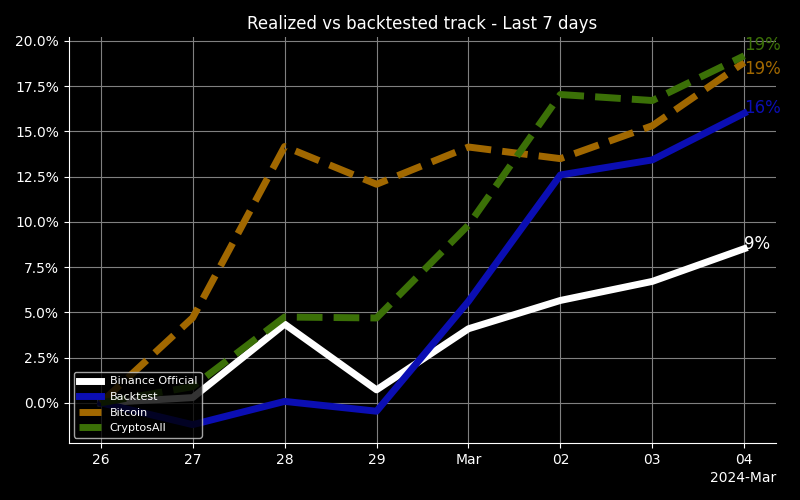 Realized vs backtested track - Last 7 days
20.0%
17.5%
15.0%
12.5%
10.0%
7.5%
5.0%
2.5%
0.0%
19%
19%
16%
9%
Binance Official
Backtest
Bitcoin
CryptosAll
26 27 28 29 Mar 02 03 04
2024-Mar